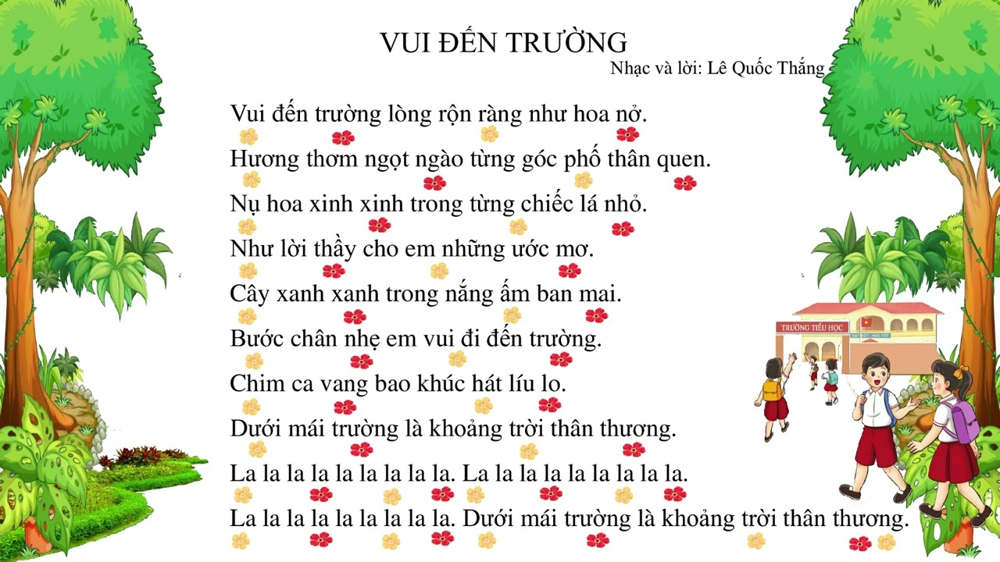 VUI ĐẾN TRƯỜNG
Nhạc và lời: Lê Quốc Thắng
Vui đến trường lòng rộn ràng như hoa nở.
Hương thơm ngọt ngào từng góc phố thân quen.
Nụ hoa xinh xinh trong từng chiếc lá nhỏ.
Như lời thầy cho em những ước mơ.
Cây xanh xanh trong nắng ấm ban mai.
Bước chân nhẹ em vui đi đến trường.
Chim ca vang bao khúc hát líu lo.
Dưới mái trường là khoảng trời thân thương.
La la la la la la la la la. La la la la la la la la la.
La la la la la la la la la. Dưới mái trường là khoảng trời thân thương.
TRƯỜNG TIỂU HỌC
DẠY TỐT - HỌC TỐT